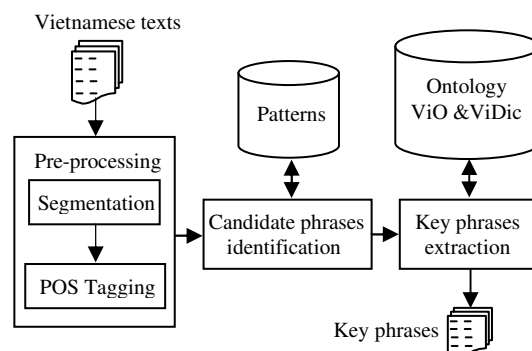 Vietnamese texts
Pre-processing
Segmentation
POS Tagging
Patterns
Candidate phrases
identification
Ontology
ViO &ViDic
Key phrases
extraction
Key phrases